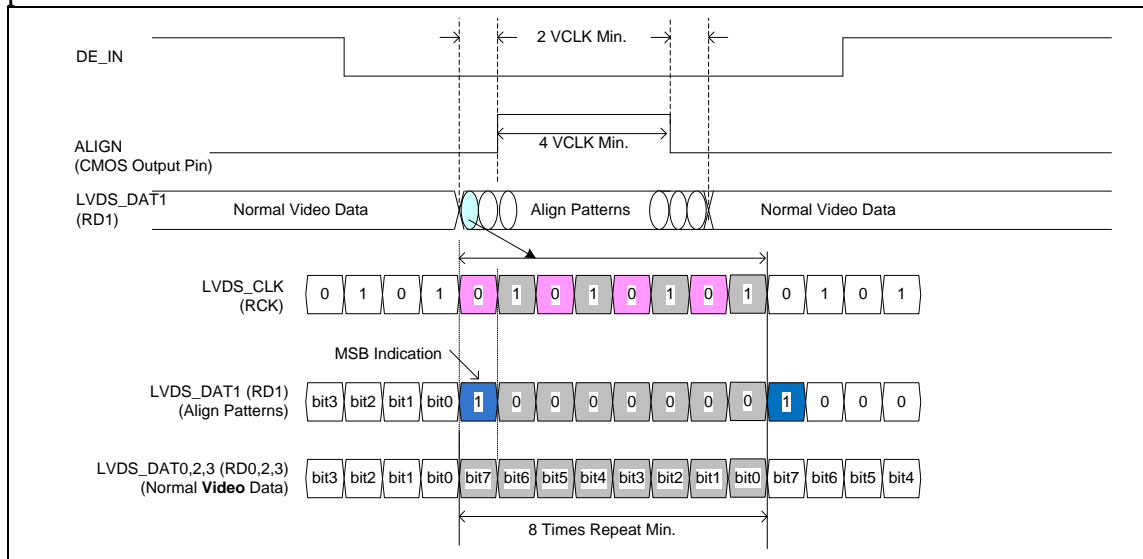 2 VCLK Min.
DE_IN
ALIGN
(CMOS Output Pin)
4 VCLK Min.
LVDS_DAT1
(RD1)
Normal Video Data
Align Patterns
Normal Video Data
LVDS_CLK
(RCK)
0 1 0 1 0 1 0 1 0 1 0 1 0 1 0 1
MSB Indication
LVDS_DAT1 (RD1)
(Align Patterns)
bit3 bit2 bit1 bit0 1 0 0 0 0 0 0 0 1 0 0 0
LVDS_DAT0,2,3 (RD0,2,3)
(Normal Video Data)
bit3 bit2 bit1 bit0 bit7 bit6 bit5 bit4 bit3 bit2 bit1 bit0 bit7 bit6 bit5 bit4
8 Times Repeat Min.